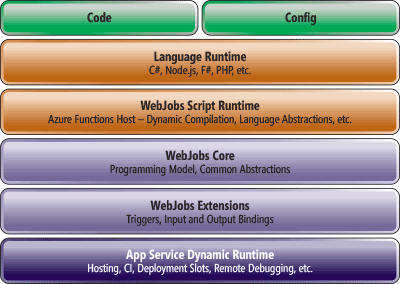 Code
Config
Language Runtime
C#, Node.js, F#, PHP, etc.
WebJobs Script Runtime
Azure Functions Host – Dynamic Compilation, Language Abstractions, etc.
WebJobs Core
Programming Model, Common Abstractions
WebJobs Extensions
Triggers, Input and Output Bindings
App Service Dynamic Runtime
Hosting, CI, Deployment Slots, Remote Debugging, etc.